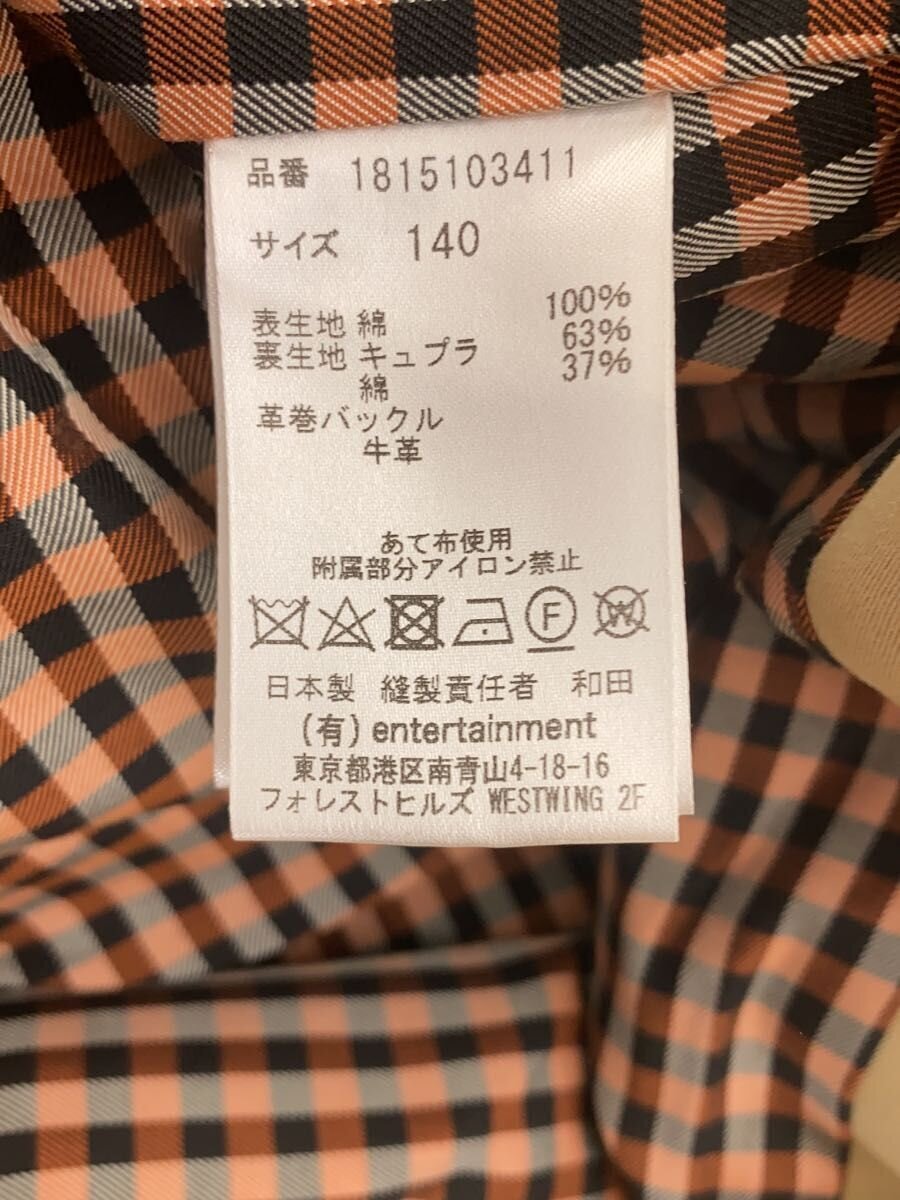 品番 1815103411
サイズ 140
表生地 綿 100%
裏生地 キュプラ 63%
綿 37%
革巻バックル
牛革
あて布使用
附属部分アイロン禁止
F W
日本製 縫製責任者 和田
(有) entertainment
東京都港区南青山4-18-16
フォレストヒルズ WESTWING 2F